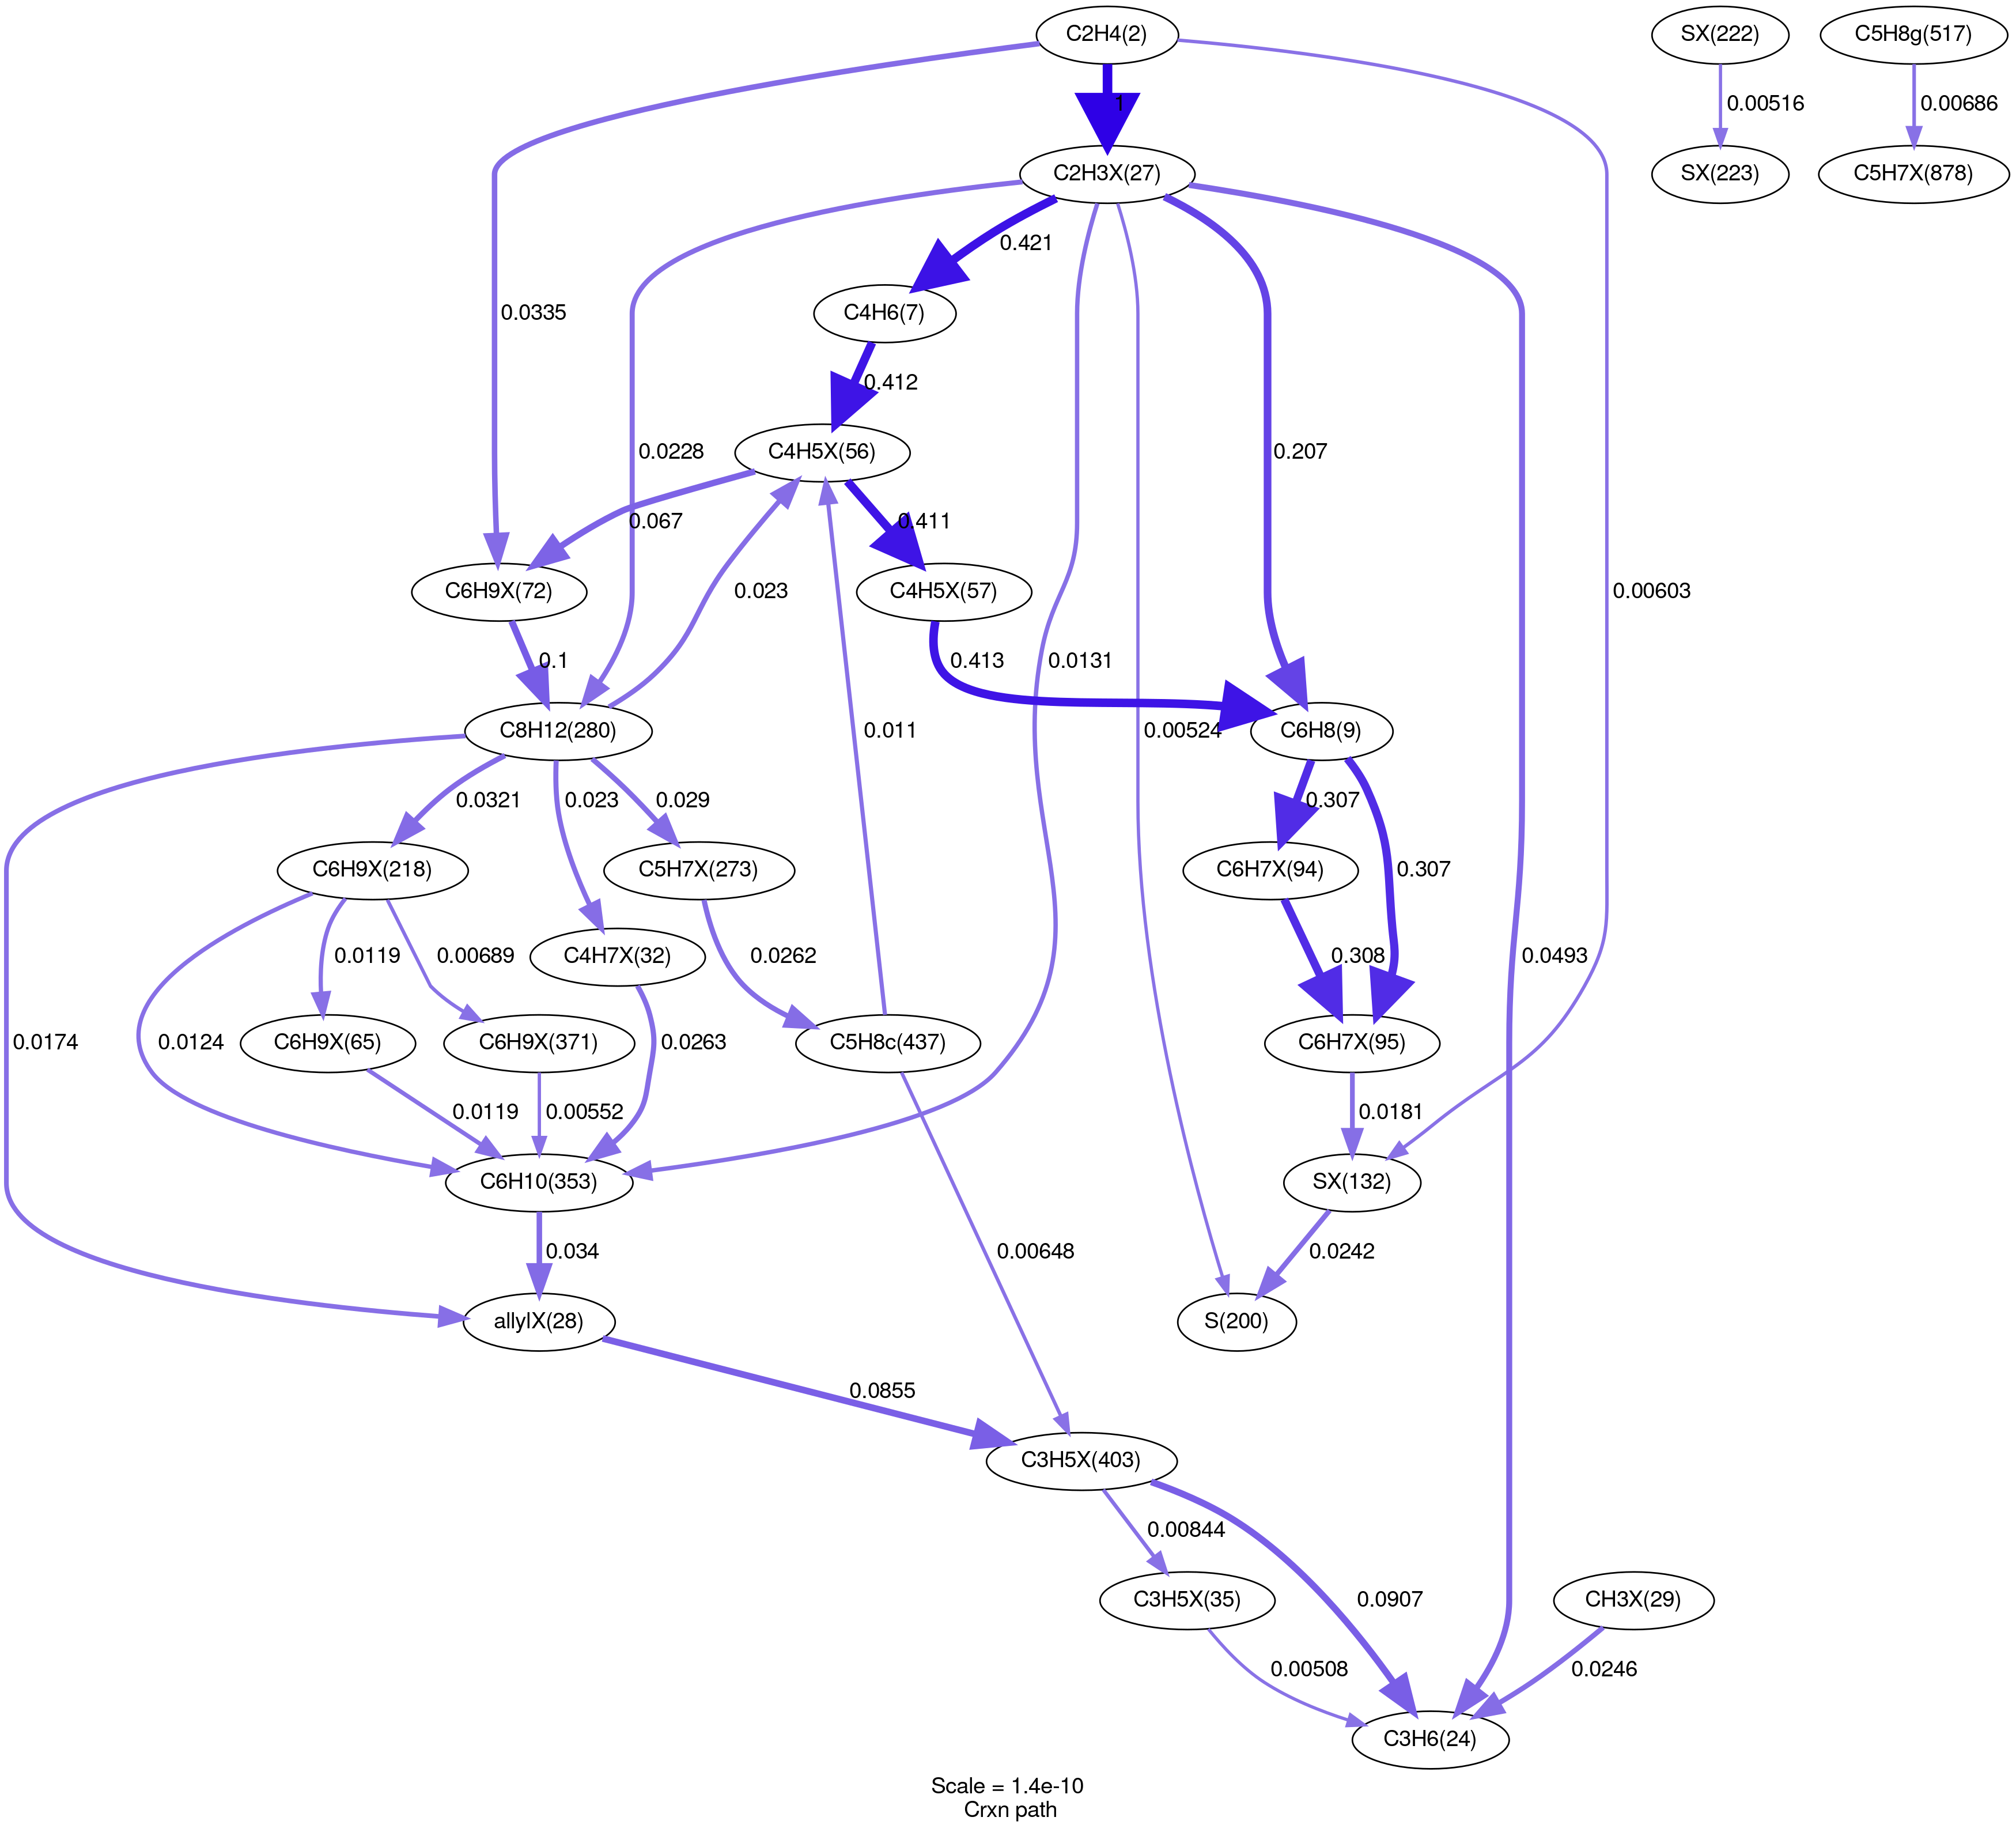 C2H4(2)
SX(222)
C5H8g(517)
1
0.00516
0.00686
C2H3X(27)
SX(223)
C5H7X(878)
0.421
C4H6(7)
0.0335
0.412
0.0228
C4H5X(56)
0.207
0.067
0.411
C6H9X(72)
0.023
C4H5X(57)
0.00603
0.1
0.413
0.0131
C8H12(280)
0.00524
C6H8(9)
0.0321
0.023
0.029
0.307
C6H9X(218)
C5H7X(273)
C6H7X(94)
0.307
0.0119
0.00689
C4H7X(32)
0.0262
0.308
0.0493
0.0174
0.0124
C6H9X(65)
C6H9X(371)
0.0263
C5H8c(437)
C6H7X(95)
0.011
0.0119
0.00552
0.0181
C6H10(353)
SX(132)
0.034
0.00648
0.0242
allylX(28)
S(200)
0.0855
C3H5X(403)
0.00844
C3H5X(35)
0.0907
CH3X(29)
0.00508
0.0246
C3H6(24)
Scale = 1.4e-10
Crxn path